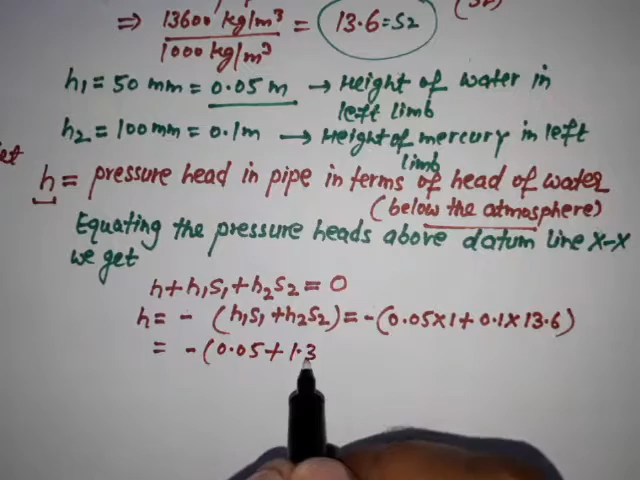 ⇒ 13600 kg/m³ / 1000 kg/m³ = 13.6 = S2
h1 = 50 mm = 0.05 m → Height of water in left limb
h2 = 100 mm = 0.1m → Height of mercury in left limb
h = pressure head in pipe in terms of head of water
(below the atmosphere)
Equating the pressure heads above datum line X-X
we get
h + h1S1 + h2S2 = 0
h = - (h1S1 + h2S2) = -(0.05×1 + 0.1×13.6)
= -(0.05 + 1.3